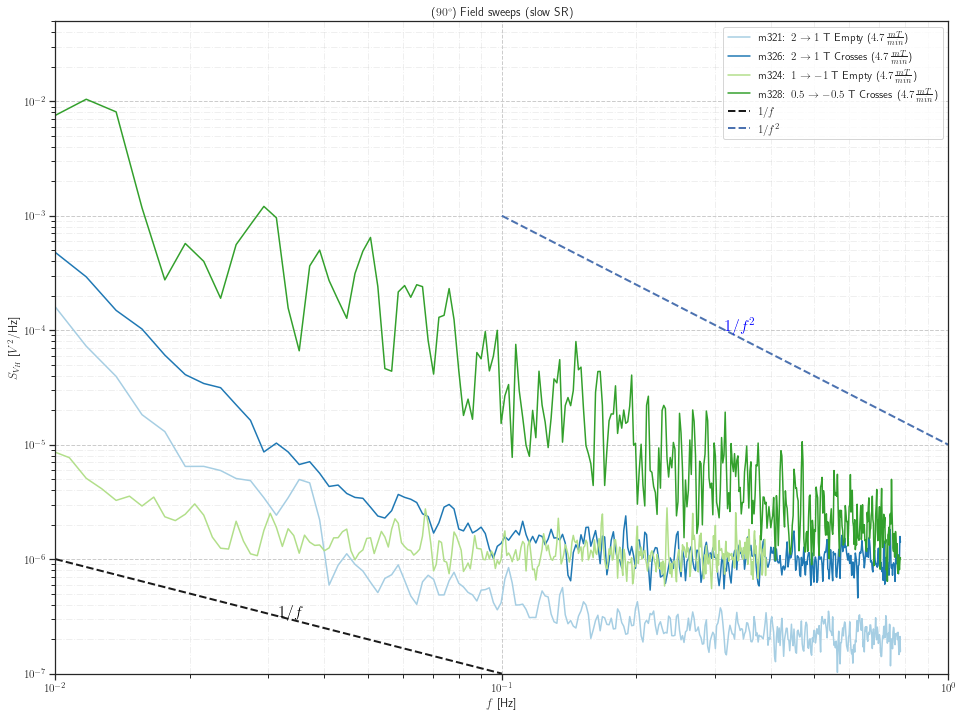 (90°) Field sweeps (slow SR)
m321: 2 → 1 T Empty (4.7 mT/min)
m326: 2 → 1 T Crosses (4.7 mT/min)
m324: 1 → −1 T Empty (4.7 mT/min)
m328: 0.5 → −0.5 T Crosses (4.7 mT/min)
1/f
1/f²
10⁻²
10⁻³
10⁻⁴
10⁻⁵
10⁻⁶
10⁻⁷
S_{V_H} [V²/Hz]
1/f²
1/f
10⁻²
10⁻¹
10⁰
f [Hz]